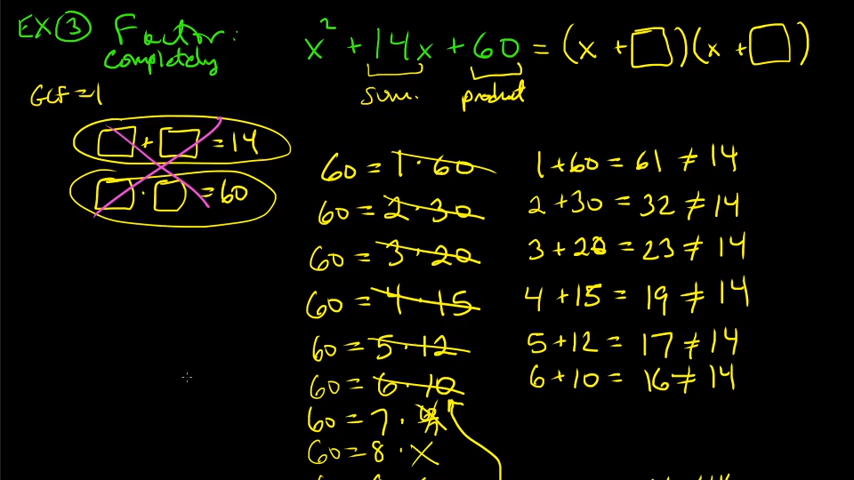 EX ③ Factor: completely
x² + 14x + 60 = (x + □)(x + □)
sum. product
GCF = 1
□ + □ = 14
□ · □ = 60
60 = 1 · 60 1 + 60 = 61 ≠ 14
60 = 2 · 30 2 + 30 = 32 ≠ 14
60 = 3 · 20 3 + 20 = 23 ≠ 14
60 = 4 · 15 4 + 15 = 19 ≠ 14
60 = 5 · 12 5 + 12 = 17 ≠ 14
60 = 6 · 10 6 + 10 = 16 ≠ 14
60 = 7 ·
60 = 8 · X